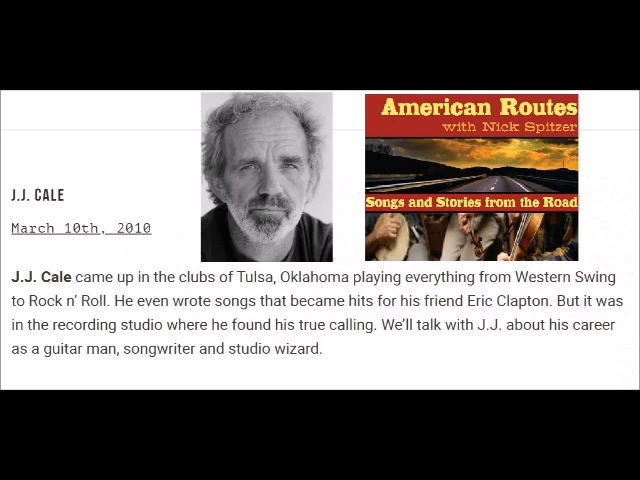 American Routes
with Nick Spitzer
Songs and Stories from the Road
J.J. CALE
March 10th, 2010
J.J. Cale came up in the clubs of Tulsa, Oklahoma playing everything from Western Swing
to Rock n’ Roll. He even wrote songs that became hits for his friend Eric Clapton. But it was
in the recording studio where he found his true calling. We’ll talk with J.J. about his career
as a guitar man, songwriter and studio wizard.